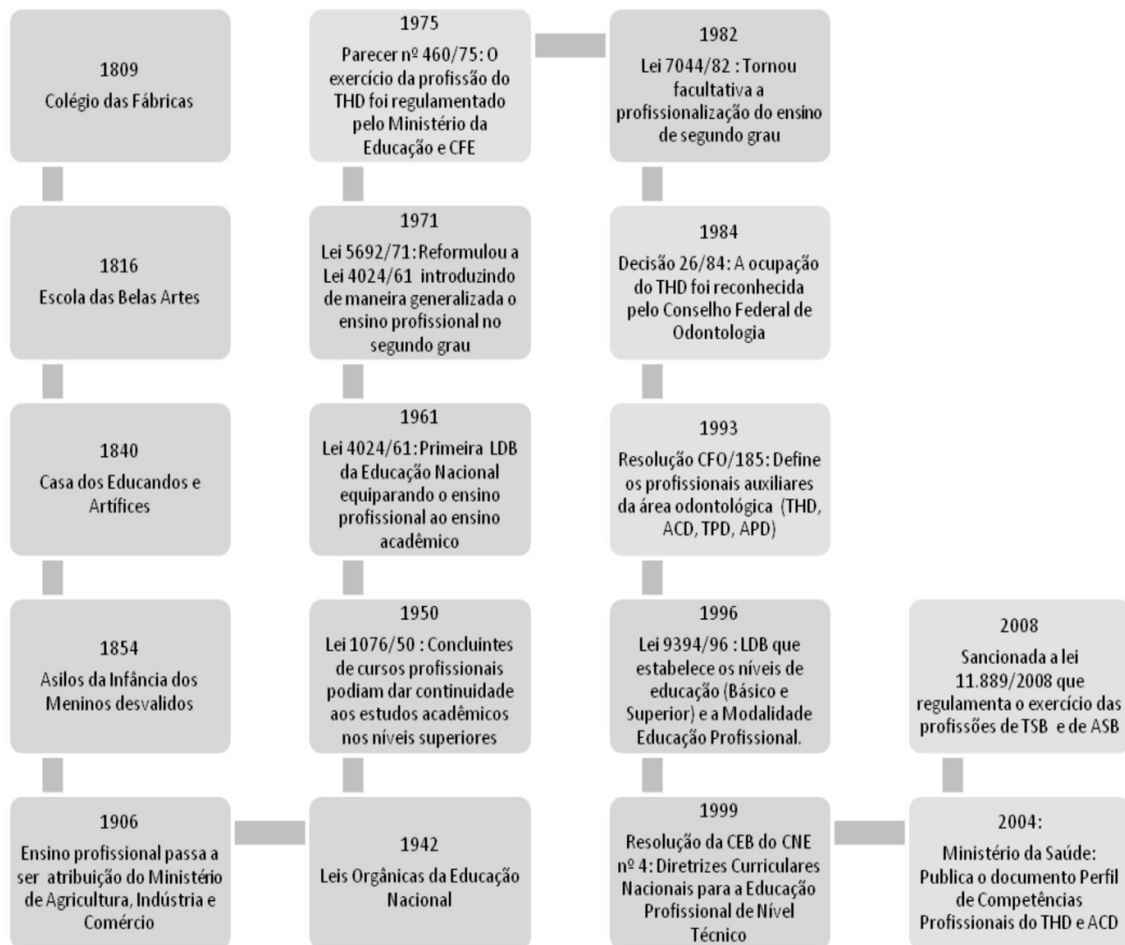 1809
Colégio das Fábricas
1816
Escola das Belas Artes
1840
Casa dos Educandos e
Artífices
1854
Asilos da Infância dos
Meninos desvalidos
1906
Ensino profissional passa a
ser atribuição do Ministério
de Agricultura, Indústria e
Comércio
1942
Leis Orgânicas da Educação
Nacional
1950
Lei 1076/50 : Concluintes
de cursos profissionais
podiam dar continuidade
aos estudos acadêmicos
nos níveis superiores
1961
Lei 4024/61: Primeira LDB
da Educação Nacional
equiparando o ensino
profissional ao ensino
acadêmico
1971
Lei 5692/71: Reformulou a
Lei 4024/61 introduzindo
de maneira generalizada o
ensino profissional no
segundo grau
1975
Parecer nº 460/75: O
exercício da profissão do
THD foi regulamentado
pelo Ministério da
Educação e CFE
1982
Lei 7044/82 : Tornou
facultativa a
profissionalização do ensino
de segundo grau
1984
Decisão 26/84: A ocupação
do THD foi reconhecida
pelo Conselho Federal de
Odontologia
1993
Resolução CFO/185: Define
os profissionais auxiliares
da área odontológica (THD,
ACD, TPD, APD)
1996
Lei 9394/96 : LDB que
estabelece os níveis de
educação (Básico e
Superior) e a Modalidade
Educação Profissional.
1999
Resolução da CEB do CNE
nº 4: Diretrizes Curriculares
Nacionais para a Educação
Profissional de Nível
Técnico
2004:
Ministério da Saúde:
Publica o documento Perfil
de Competências
Profissionais do THD e ACD
2008
Sancionada a lei
11.889/2008 que
regulamenta o exercício das
profissões de TSB e de ASB